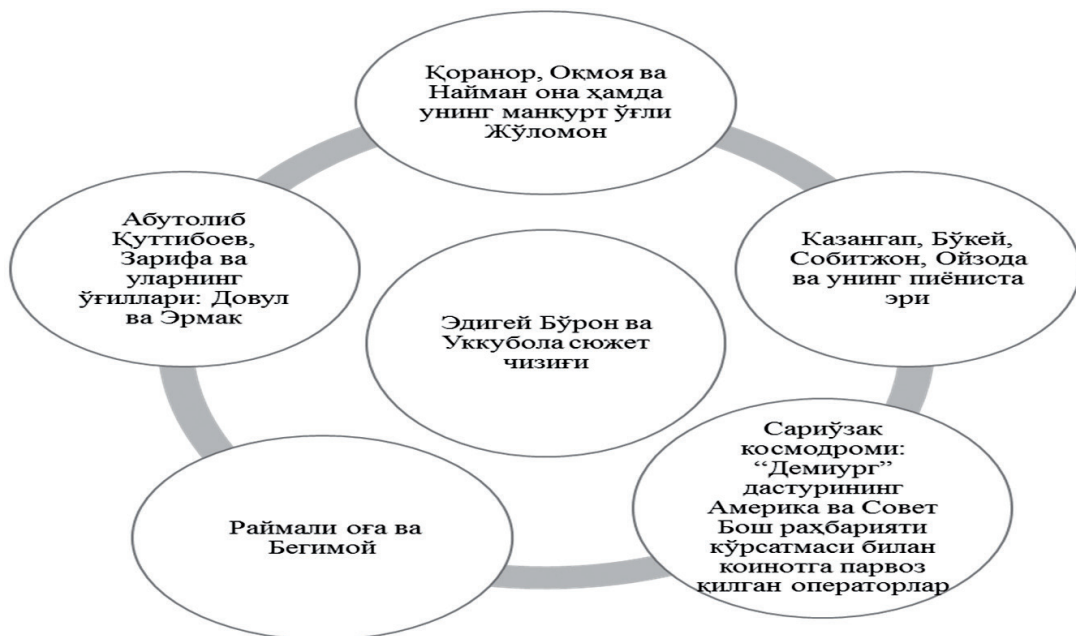 Қоранор, Оқмоя ва
Найман она ҳамда
унинг манқурт ўғли
Жўломон
Абутолиб
Қуттибоев,
Зарифа ва
уларнинг
ўғиллари: Довул
ва Эрмак
Казангап, Бўкей,
Собитжон, Ойзода
ва унинг пиёниста
эри
Эдигей Бўрон ва
Уккубола сюжет
чизиғи
Раймали оға ва
Бегимой
Сариўзак
космодроми:
“Демиург”
дастурининг
Америка ва Совет
Бош раҳбарияти
кўрсатмаси билан
коинотга парвоз
қилган операторлар